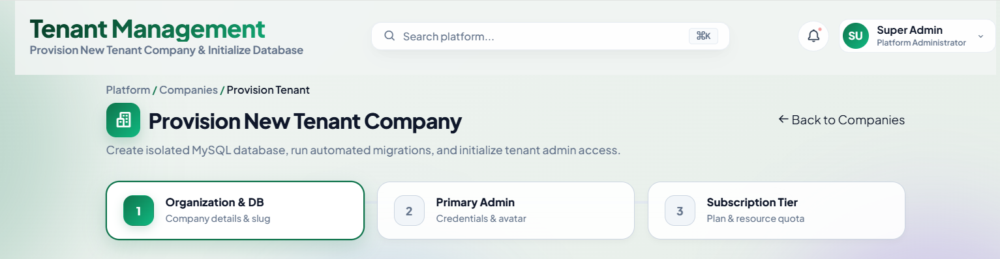 Tenant Management
Provision New Tenant Company & Initialize Database
Search platform...
⌘K
SU
Super Admin
Platform Administrator
Platform / Companies / Provision Tenant
Provision New Tenant Company
← Back to Companies
Create isolated MySQL database, run automated migrations, and initialize tenant admin access.
1
Organization & DB
Company details & slug
2
Primary Admin
Credentials & avatar
3
Subscription Tier
Plan & resource quota